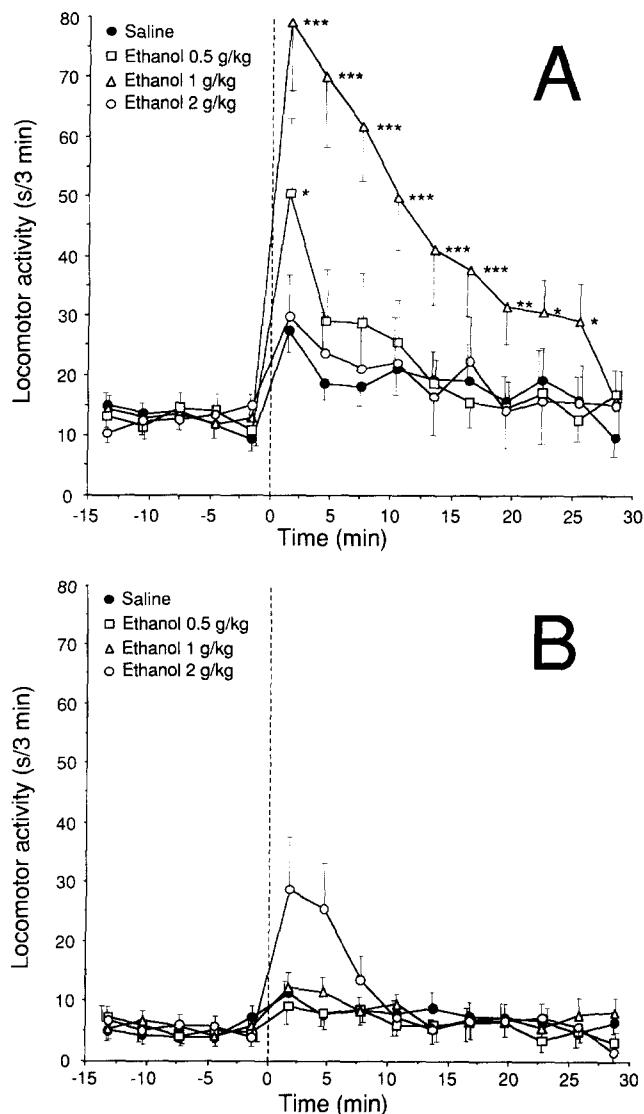 80
70
60
50
40
30
20
10
0
Locomotor activity (s/3 min)
Saline
Ethanol 0.5 g/kg
Ethanol 1 g/kg
Ethanol 2 g/kg
A
***
***
***
*
***
***
***
**
*
*
-15 -10 -5 0 5 10 15 20 25 30
Time (min)
80
70
60
50
40
30
20
10
0
Locomotor activity (s/3 min)
Saline
Ethanol 0.5 g/kg
Ethanol 1 g/kg
Ethanol 2 g/kg
B
-15 -10 -5 0 5 10 15 20 25 30
Time (min)